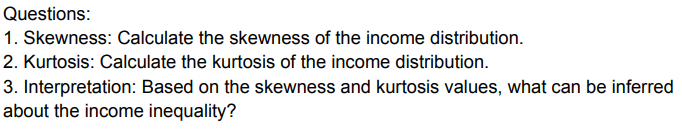 Questions:
1. Skewness: Calculate the skewness of the income distribution.
2. Kurtosis: Calculate the kurtosis of the income distribution.
3. Interpretation: Based on the skewness and kurtosis values, what can be inferred
about the income inequality?